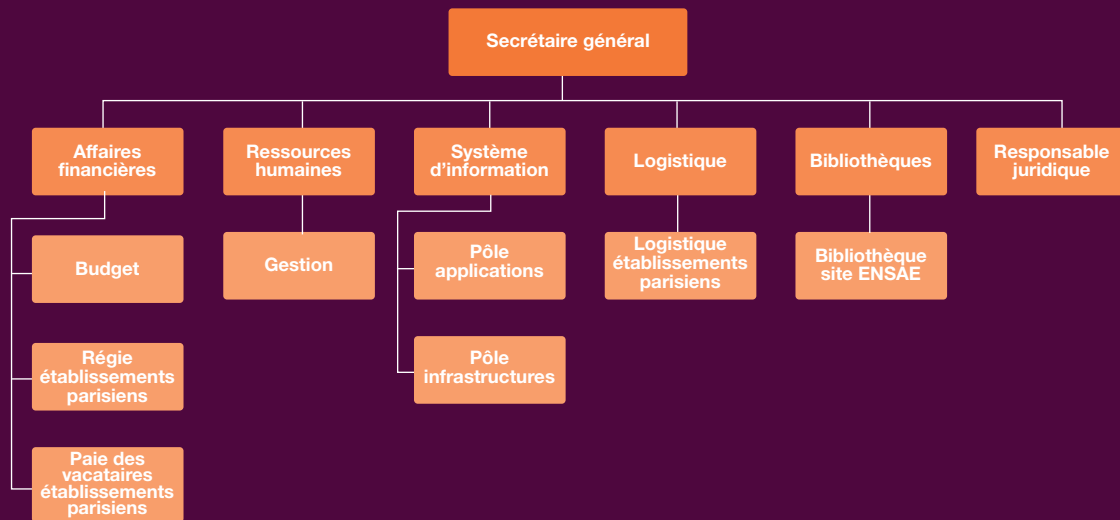 Secrétaire général
Affaires
financières
Ressources
humaines
Système
d'information
Logistique
Bibliothèques
Responsable
juridique
Budget
Gestion
Pôle
applications
Logistique
établissements
parisiens
Bibliothèque
site ENSAE
Régie
établissements
parisiens
Pôle
infrastructures
Paie des
vacataires
établissements
parisiens